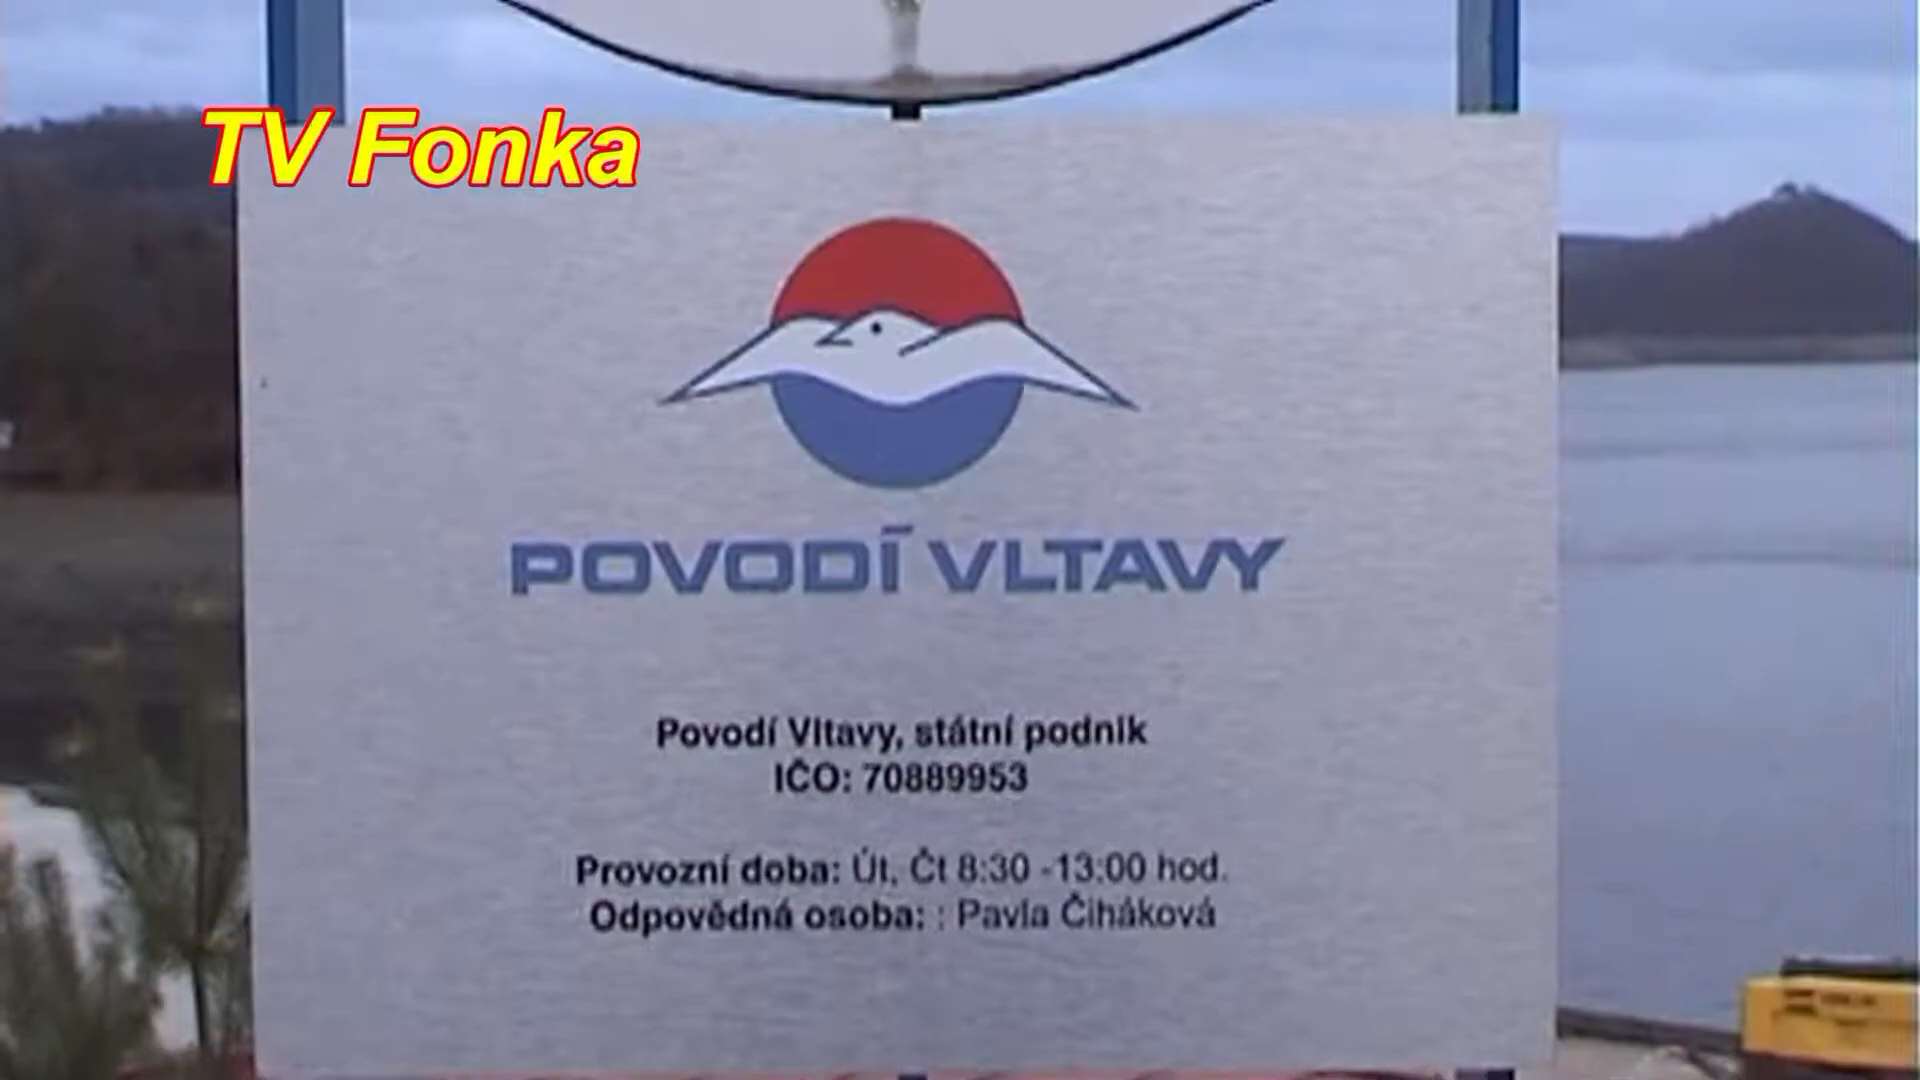 TV Fonka
POVODÍ VLTAVY
Povodí Vltavy, státní podnik
IČO: 70889953
Provozní doba: Út, Čt 8:30 -13:00 hod.
Odpovědná osoba: : Pavla Čiháková